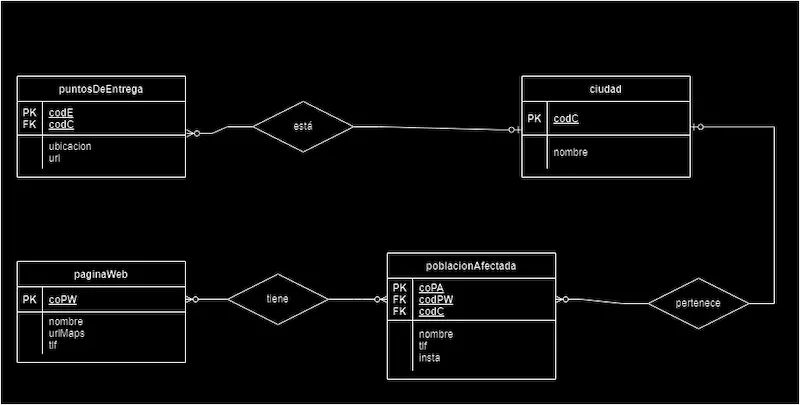 puntosDeEntrega
PK codE
FK codC
ubicacion
url
está
ciudad
PK codC
nombre
paginaWeb
PK coPW
nombre
urlMaps
tlf
tiene
poblacionAfectada
PK coPA
FK codPW
FK codC
nombre
tlf
insta
pertenece